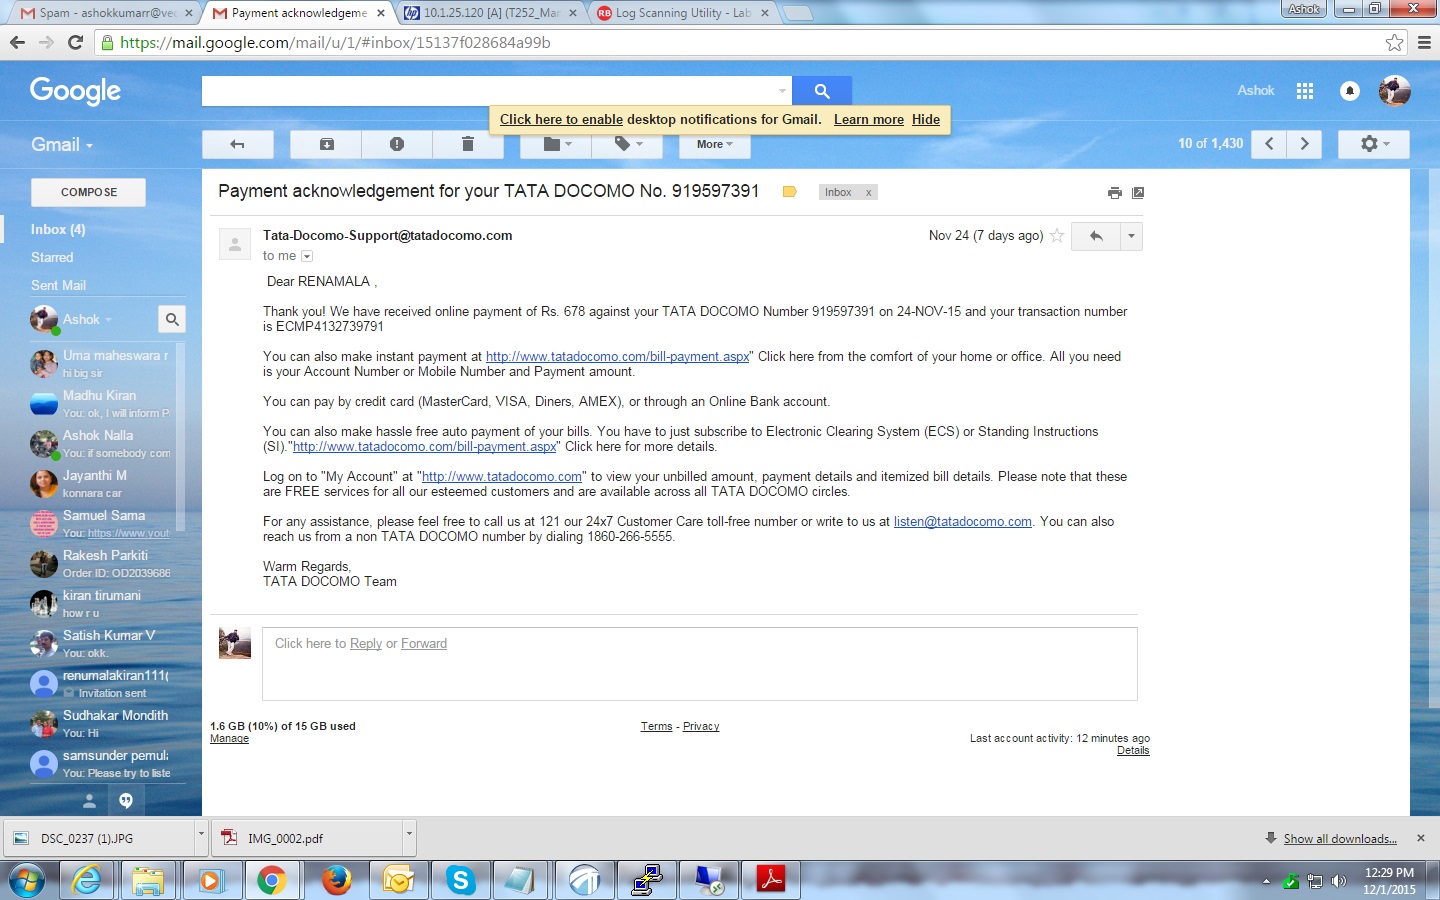 Spam - ashokkumarr@ved
Payment acknowledgeme
10.1.25.120 [A] (T252_Mar
Log Scanning Utility - Lab
Ashok
https://mail.google.com/mail/u/1/#inbox/15137f028684a99b
Google
Ashok
Click here to enable desktop notifications for Gmail. Learn more Hide
Gmail
More
10 of 1,430
COMPOSE
Inbox (4)
Starred
Sent Mail
Ashok
Uma maheswara r
hi big sir
Madhu Kiran
You: ok, I will inform P
Ashok Nalla
You: if somebody com
Jayanthi M
konnara car
Samuel Sama
You: https://www.yout
Rakesh Parkiti
Order ID: OD2039686
kiran tirumani
how r u
Satish Kumar V
You: okk.
renumalakiran111(
Invitation sent
Sudhakar Mondith
You: Hi
samsunder pemula
You: Please try to liste
Payment acknowledgement for your TATA DOCOMO No. 919597391
Inbox x
Tata-Docomo-Support@tatadocomo.com
Nov 24 (7 days ago)
to me
Dear RENAMALA ,
Thank you! We have received online payment of Rs. 678 against your TATA DOCOMO Number 919597391 on 24-NOV-15 and your transaction number
is ECMP4132739791
You can also make instant payment at http://www.tatadocomo.com/bill-payment.aspx" Click here from the comfort of your home or office. All you need
is your Account Number or Mobile Number and Payment amount.
You can pay by credit card (MasterCard, VISA, Diners, AMEX), or through an Online Bank account.
You can also make hassle free auto payment of your bills. You have to just subscribe to Electronic Clearing System (ECS) or Standing Instructions
(SI)."http://www.tatadocomo.com/bill-payment.aspx" Click here for more details.
Log on to "My Account" at "http://www.tatadocomo.com" to view your unbilled amount, payment details and itemized bill details. Please note that these
are FREE services for all our esteemed customers and are available across all TATA DOCOMO circles.
For any assistance, please feel free to call us at 121 our 24x7 Customer Care toll-free number or write to us at listen@tatadocomo.com. You can also
reach us from a non TATA DOCOMO number by dialing 1860-266-5555.
Warm Regards,
TATA DOCOMO Team
Click here to Reply or Forward
1.6 GB (10%) of 15 GB used
Manage
Terms - Privacy
Last account activity: 12 minutes ago
Details
DSC_0237 (1).JPG
IMG_0002.pdf
Show all downloads...
12:29 PM
12/1/2015